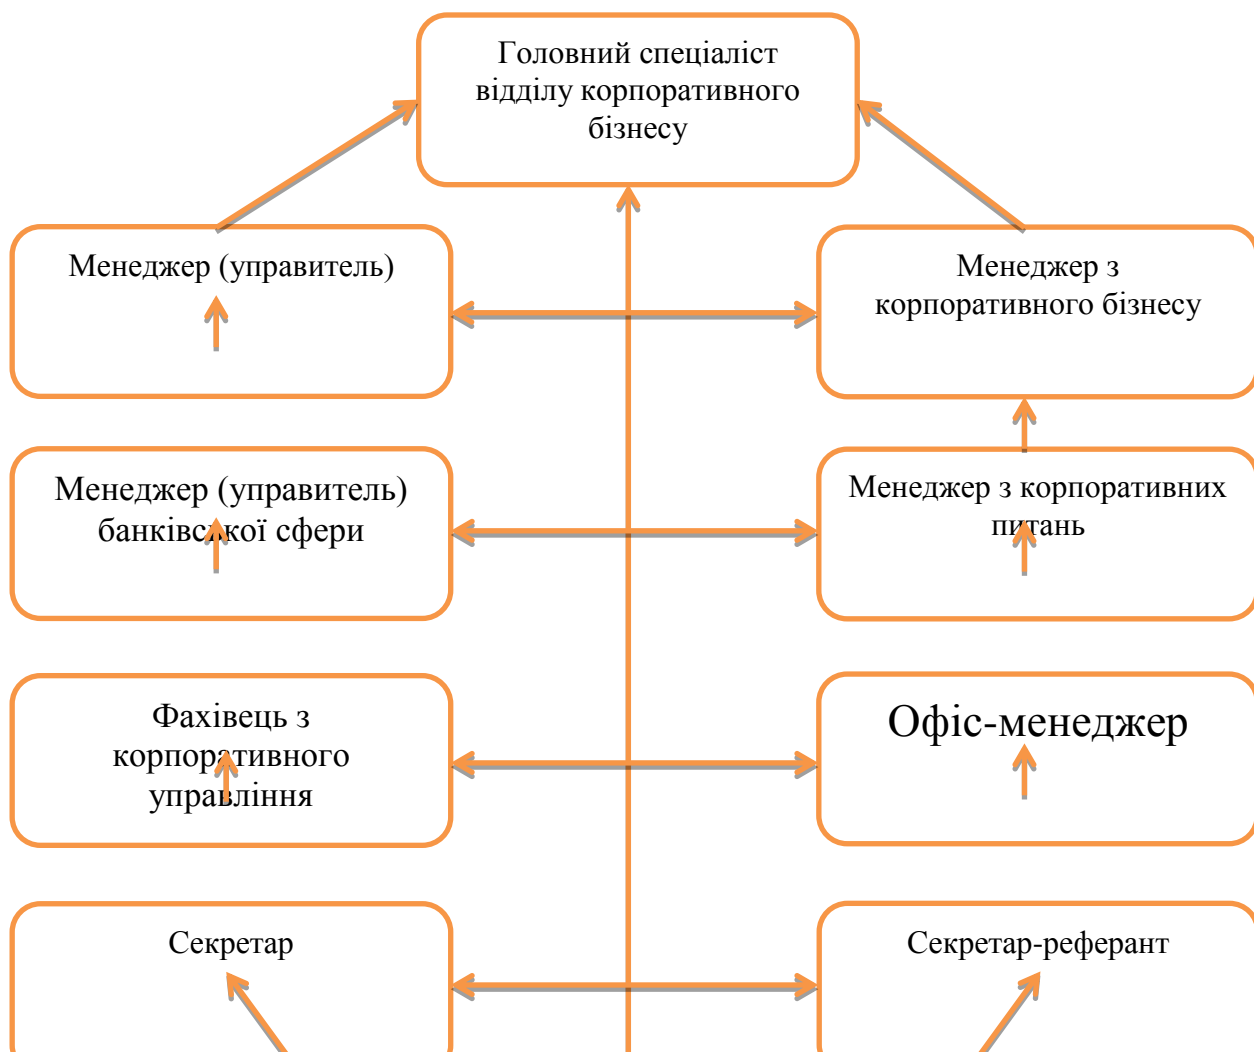 Головний спеціаліст
відділу корпоративного
бізнесу
Менеджер (управитель)
Менеджер з
корпоративного бізнесу
Менеджер (управитель)
банківської сфери
Менеджер з корпоративних
питань
Фахівець з
корпоративного
управління
Офіс-менеджер
Секретар
Секретар-реферант